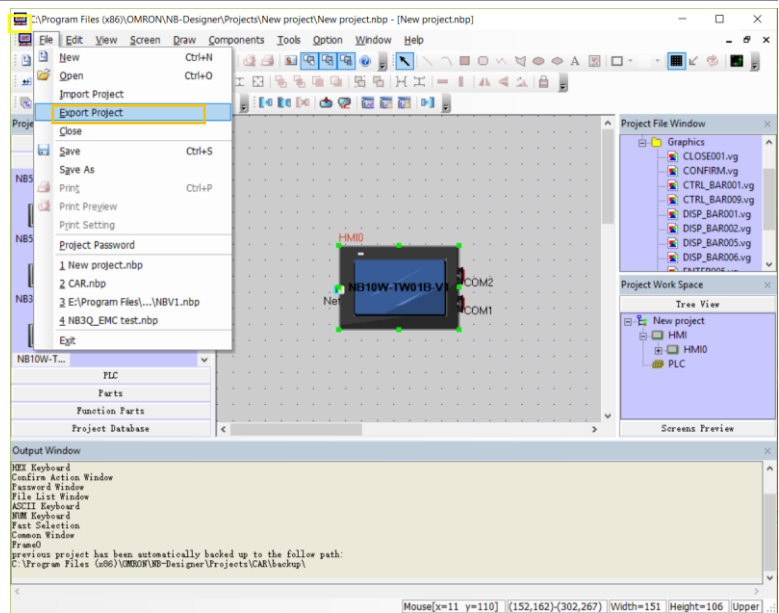 C:\Program Files (x86)\OMRON\NB-Designer\Projects\New project\New project.nbp - [New project.nbp]
File Edit View Screen Draw Components Tools Option Window Help
New Ctrl+N
Open Ctrl+O
Import Project
Export Project
Close
Save Ctrl+S
Save As
Print Ctrl+P
Print Preview
Print Setting
Project Password
1 New project.nbp
2 CAR.nbp
3 E:\Program Files\...\NBV1.nbp
4 NB3Q_EMC test.nbp
Exit
Proje
NB5
NB5
NB3
NB10W-T...
PLC
Parts
Function Parts
Project Database
HMI0
NB10W-TW01B-V1
COM2
COM1
Net
Project File Window
Graphics
CLOSE001.vg
CONFIRM.vg
CTRL_BAR001.vg
CTRL_BAR009.vg
DISP_BAR001.vg
DISP_BAR002.vg
DISP_BAR005.vg
DISP_BAR006.vg
ENTER005.vg
Project Work Space
Tree View
New project
HMI
HMI0
PLC
Screens Preview
Output Window
HEX Keyboard
Confirm Action Window
Password Window
File List Window
ASCII Keyboard
NUM Keyboard
Fast Selection
Common Window
Frame0
previous project has been automatically backed up to the follow path:
C:\Program Files (x86)\OMRON\NB-Designer\Projects\CAR\backup\
Mouse[x=11 y=110] (152,162)-(302,267) Width=151 Height=106 Upper